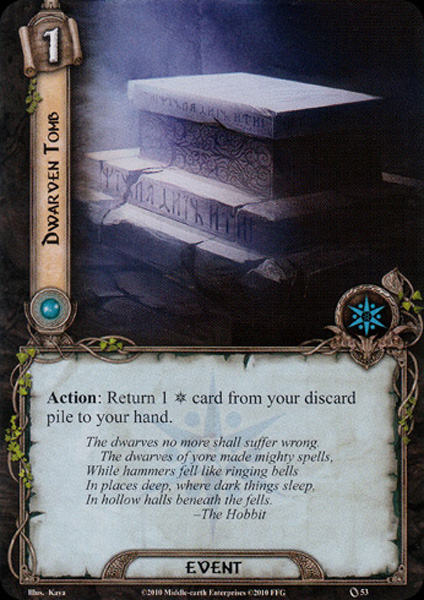 1
DWARVEN TOMB
Action: Return 1 card from your discard
pile to your hand.
The dwarves no more shall suffer wrong.
The dwarves of yore made mighty spells,
While hammers fell like ringing bells
In places deep, where dark things sleep,
In hollow halls beneath the fells.
–The Hobbit
EVENT
Illus. Kaya
©2010 Middle-earth Enterprises ©2010 FFG
53